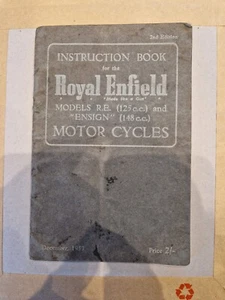 2nd Edition
INSTRUCTION BOOK
for the
Royal Enfield
"Made like a Gun"
MODELS R.E. (125 c.c.) and
"ENSIGN" (148 c.c.)
MOTOR CYCLES
Price 2/-